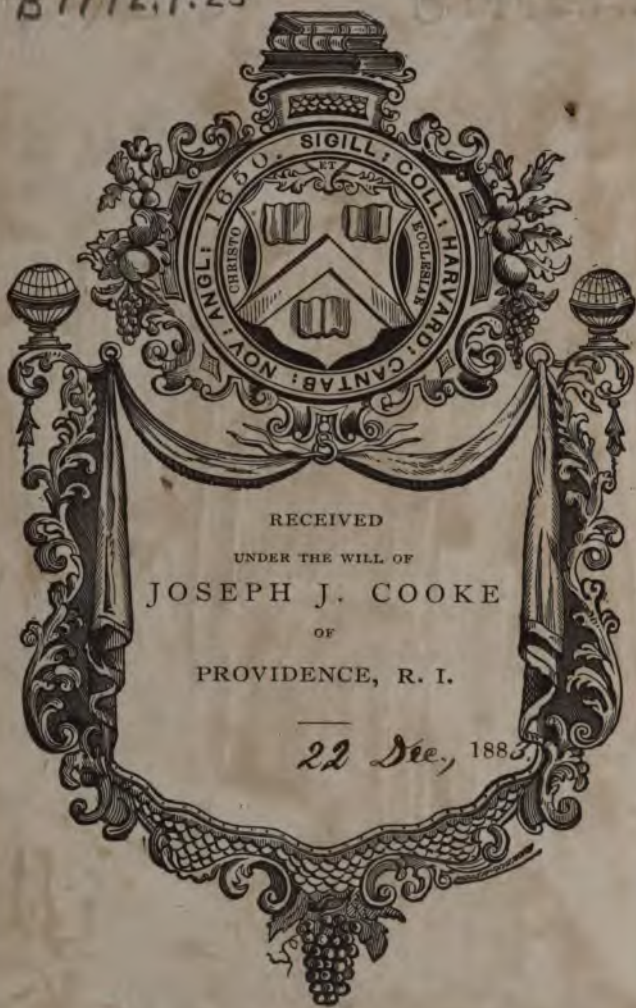 SIGILL: COLL: HARVARD: CANTAB: NOV: ANGL: 1650.
ET
CHRISTO
ECCLESIAE
RECEIVED
UNDER THE WILL OF
JOSEPH J. COOKE
OF
PROVIDENCE, R. I.
22 Dec., 1883.